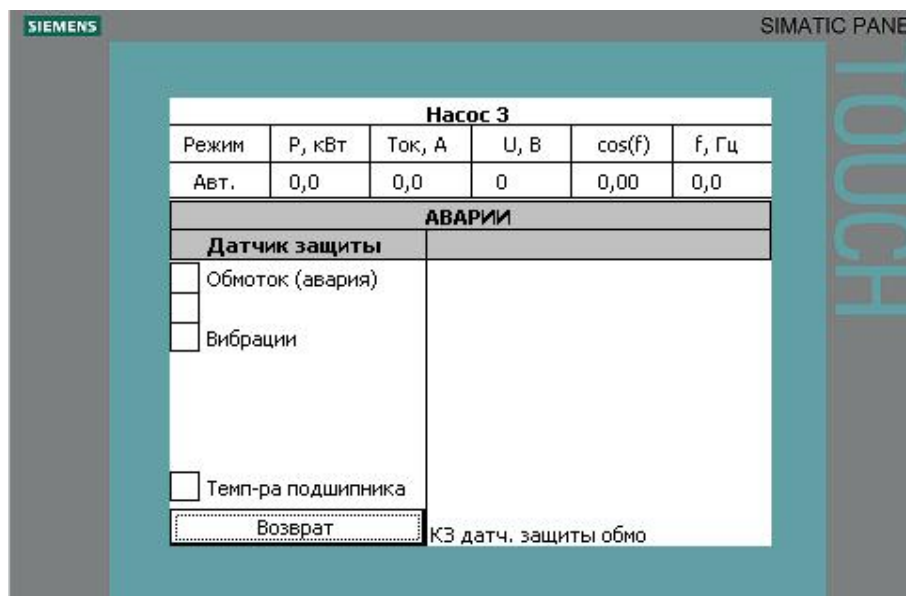 SIEMENS
SIMATIC PANE
TOUCH
Насос 3
Режим P, кВт Ток, А U, В cos(f) f, Гц
Авт. 0,0 0,0 0 0,00 0,0
АВАРИИ
Датчик защиты
Обмоток (авария)
Вибрации
Темп-ра подшипника
Возврат
КЗ датч. защиты обмо